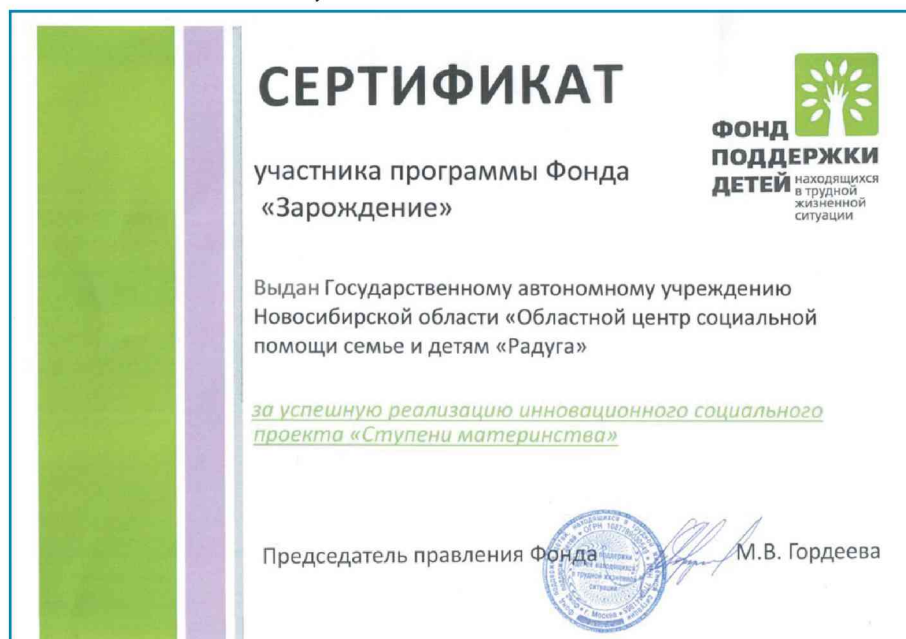 СЕРТИФИКАТ
участника программы Фонда
«Зарождение»
ФОНД
ПОДДЕРЖКИ
ДЕТЕЙ
находящихся
в трудной
жизненной
ситуации
Выдан Государственному автономному учреждению
Новосибирской области «Областной центр социальной
помощи семье и детям «Радуга»
за успешную реализацию инновационного социального
проекта «Ступени материнства»
Председатель правления Фонда
М.В. Гордеева